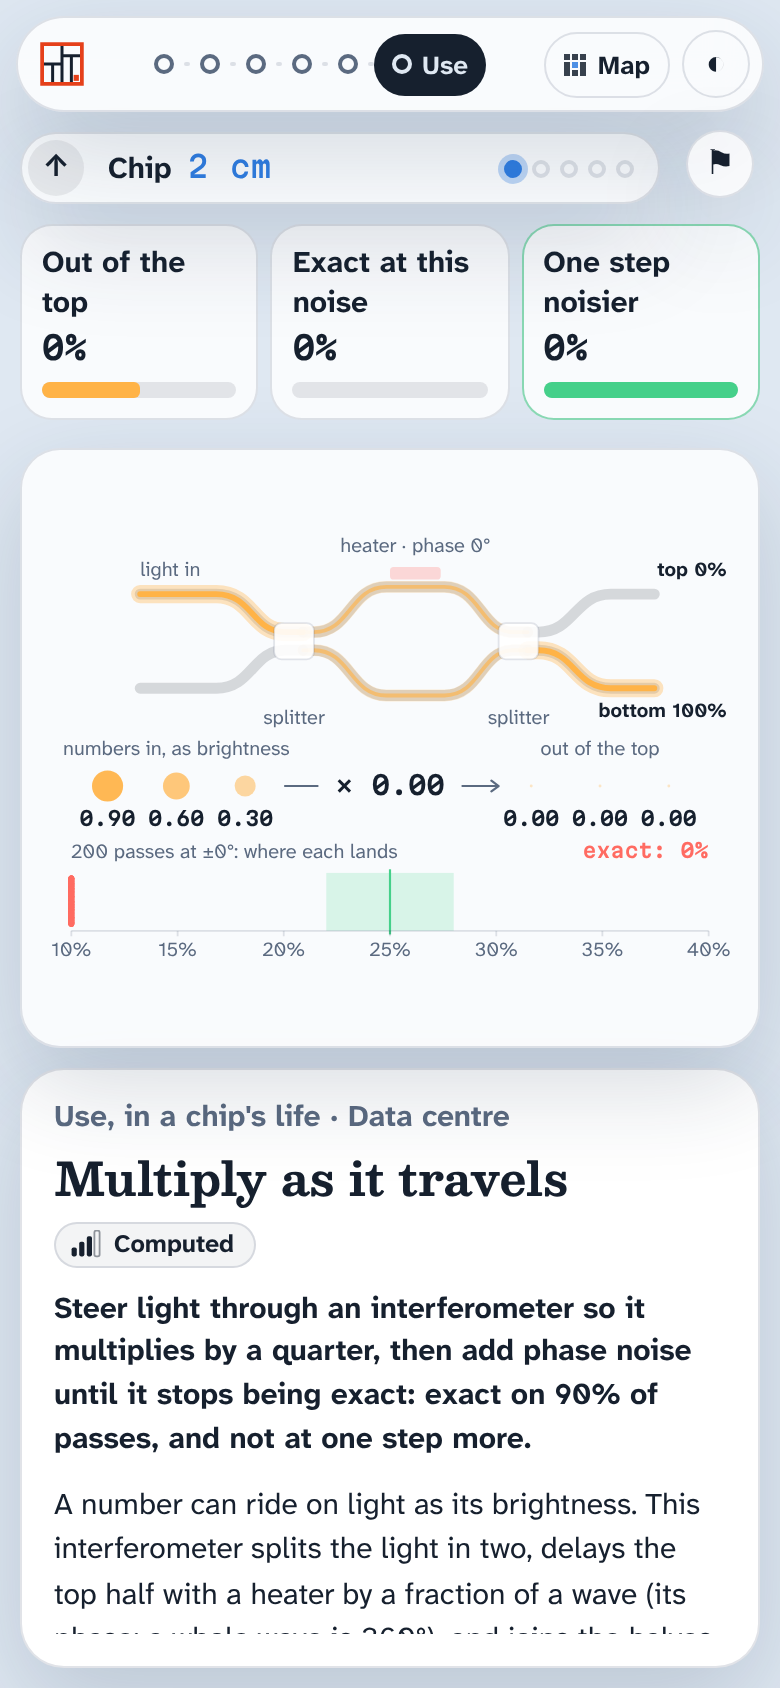 Use
Map
Chip 2 cm
Out of the top
0%
Exact at this noise
0%
One step noisier
0%
heater · phase 0°
light in
top 0%
splitter
splitter
bottom 100%
numbers in, as brightness
out of the top
× 0.00
0.90 0.60 0.30
0.00 0.00 0.00
200 passes at ±0°: where each lands
exact: 0%
10% 15% 20% 25% 30% 35% 40%
Use, in a chip's life · Data centre
Multiply as it travels
Computed
Steer light through an interferometer so it
multiplies by a quarter, then add phase noise
until it stops being exact: exact on 90% of
passes, and not at one step more.
A number can ride on light as its brightness. This
interferometer splits the light in two, delays the
top half with a heater by a fraction of a wave (its